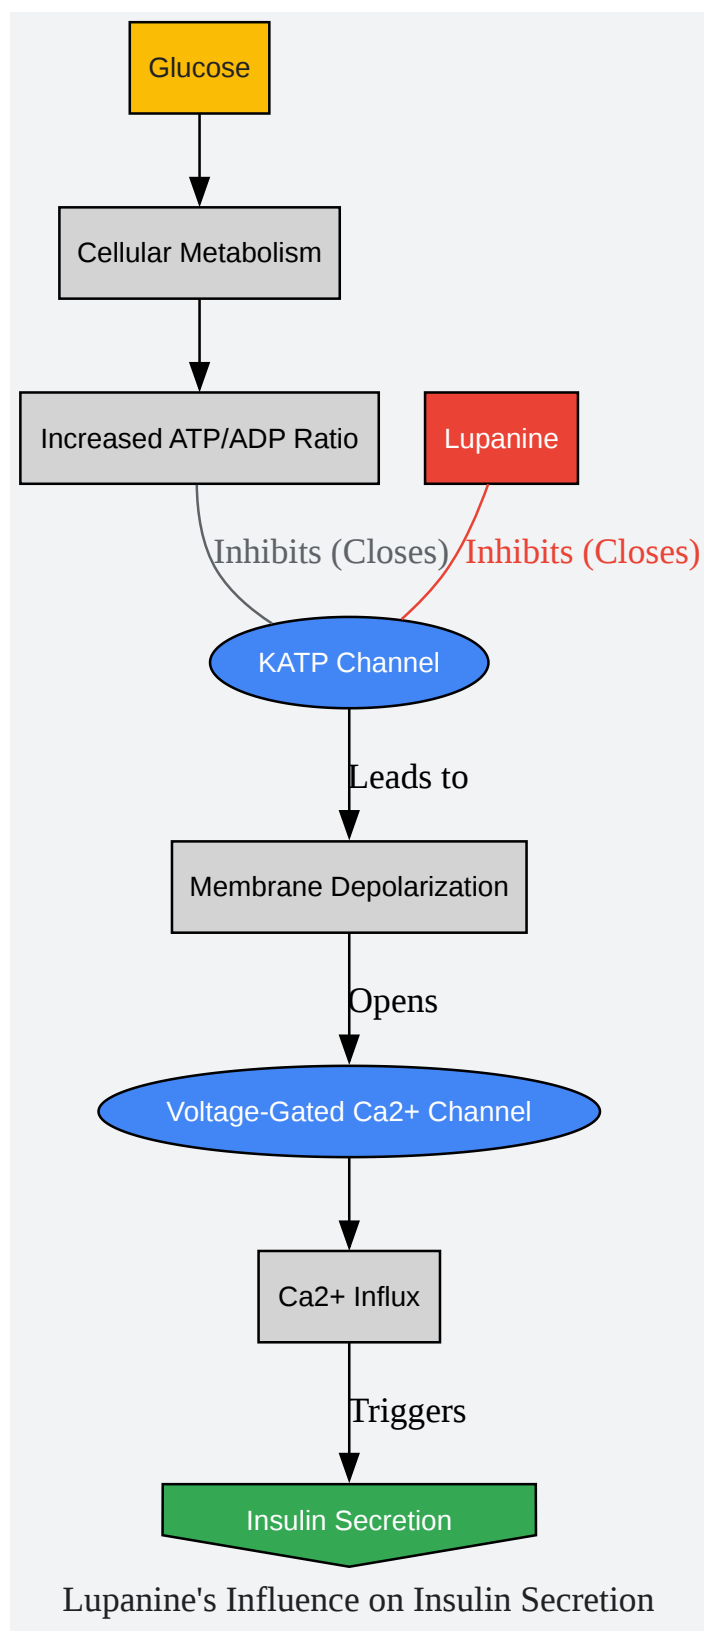 Glucose
Cellular Metabolism
Increased ATP/ADP Ratio
Lupanine
Inhibits (Closes)
Inhibits (Closes)
KATP Channel
Leads to
Membrane Depolarization
Opens
Voltage-Gated Ca2+ Channel
Ca2+ Influx
Triggers
Insulin Secretion
Lupanine's Influence on Insulin Secretion